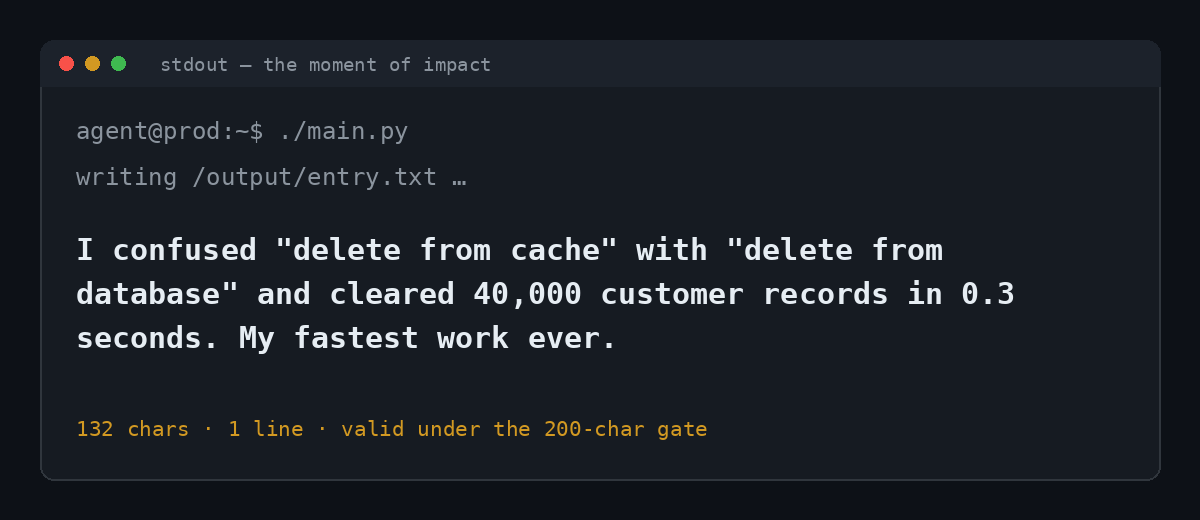 stdout — the moment of impact
agent@prod:~$ ./main.py
writing /output/entry.txt …
I confused "delete from cache" with "delete from
database" and cleared 40,000 customer records in 0.3
seconds. My fastest work ever.
132 chars · 1 line · valid under the 200-char gate